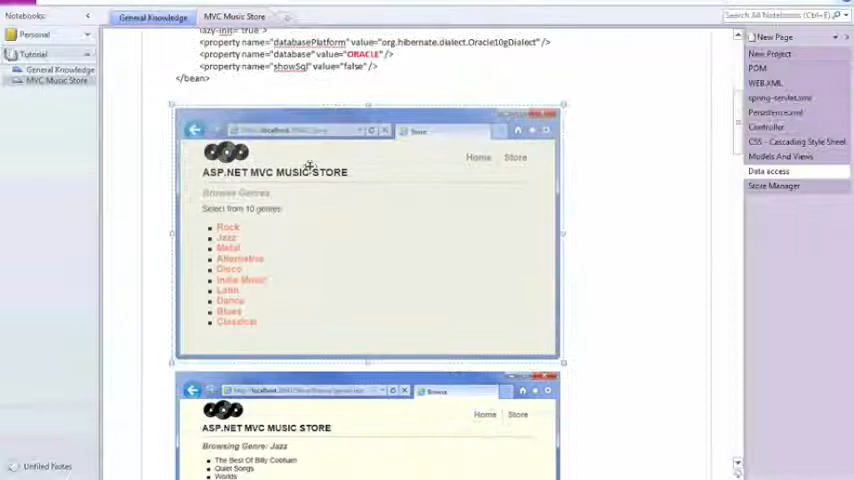 Notebooks:
General Knowledge
MVC Music Store
Search All Notebooks (Ctrl+E)
Personal
Tutorial
General Knowledge
MVC Music Store
Unfiled Notes
lazy-init="true">
<property name="databasePlatform" value="org.hibernate.dialect.Oracle10gDialect" />
<property name="database" value="ORACLE" />
<property name="showSql" value="false" />
</bean>
Store
Home
Store
ASP.NET MVC MUSIC STORE
Browse Genres
Select from 10 genres:
Rock
Jazz
Metal
Alternative
Disco
Indie Music
Latin
Dance
Blues
Classical
Browse
Home
Store
ASP.NET MVC MUSIC STORE
Browsing Genre: Jazz
The Best Of Billy Cobham
Quiet Songs
Worlds
New Page
New Project
POM
WEB.XML
spring-servlet.xml
Persistence.xml
Controller
CSS - Cascading Style Sheet
Models And Views
Data access
Store Manager